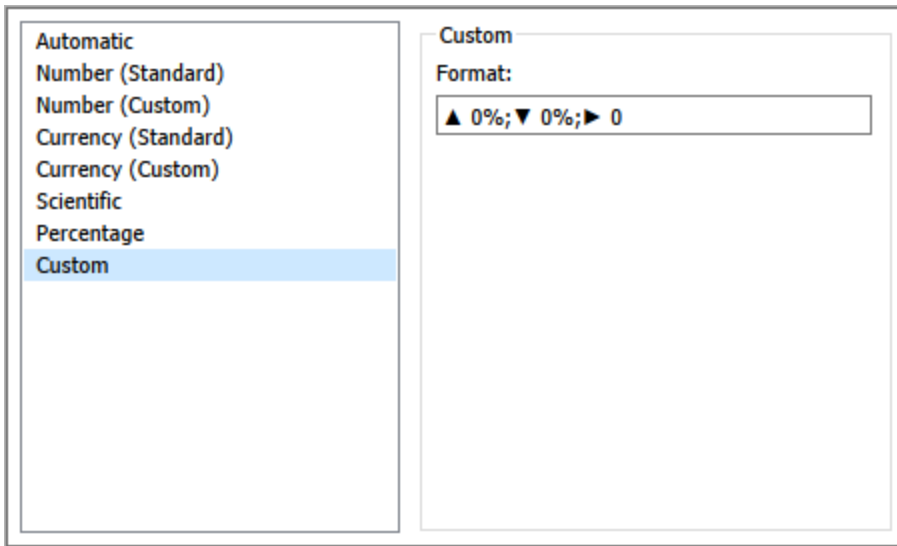 Automatic
Number (Standard)
Number (Custom)
Currency (Standard)
Currency (Custom)
Scientific
Percentage
Custom
Custom
Format:
▲ 0%;▼ 0%;► 0